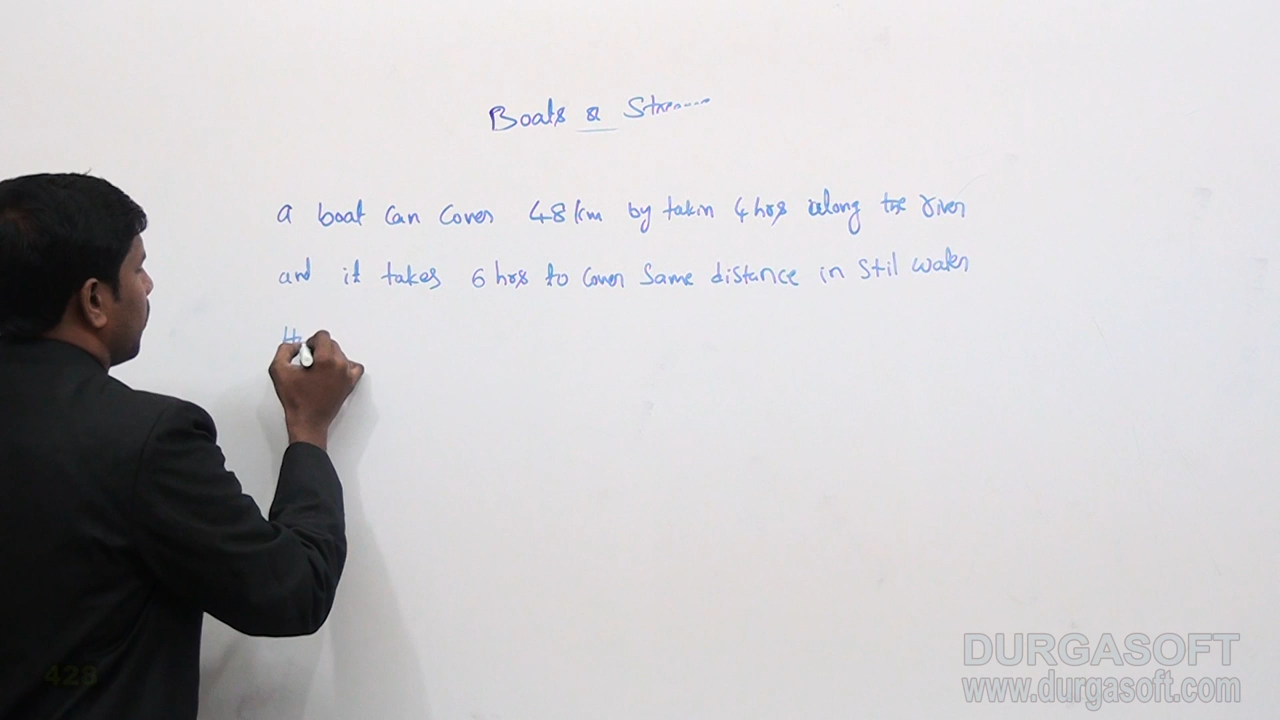 Boats &
a boat can cover 48 km by takin 4 hrs along the river
and it takes 6 hrs to cover same distance in stil water
DURGASOFT
www.durgasoft.com
428